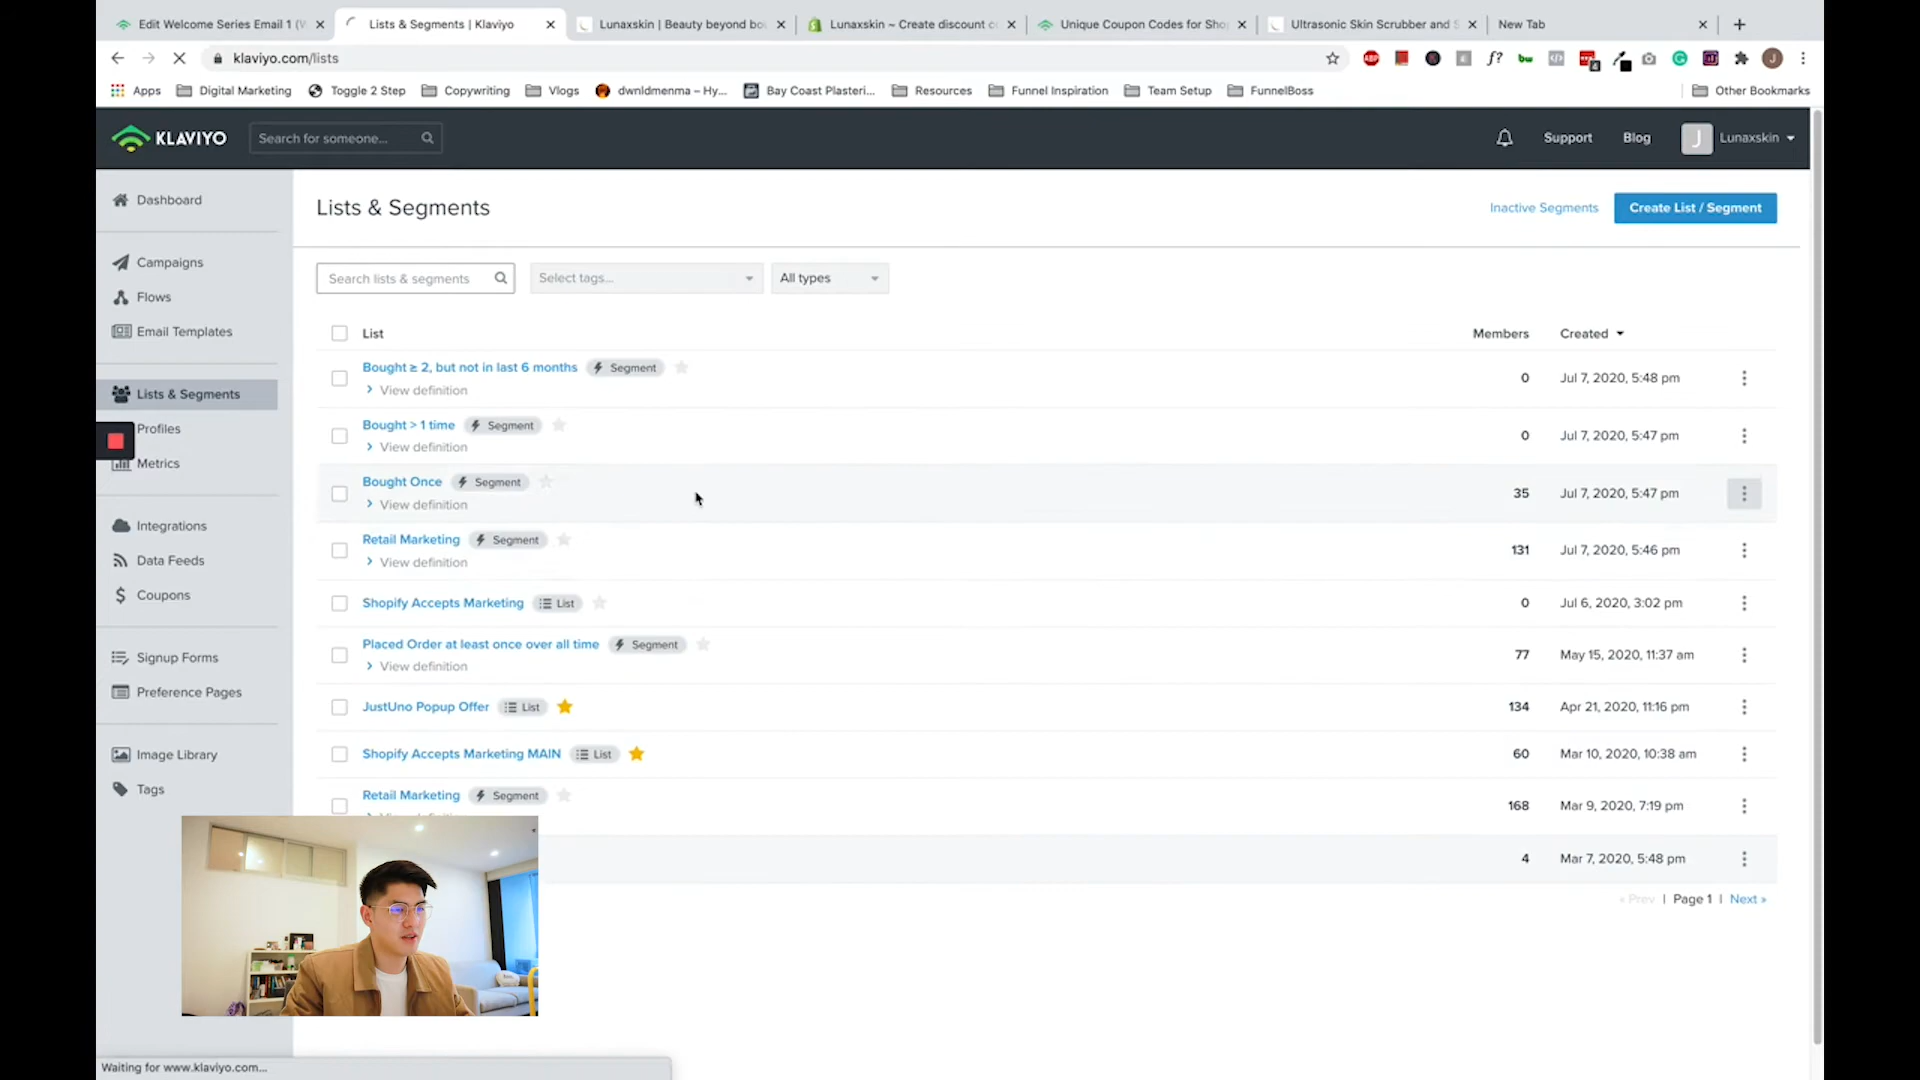 Edit Welcome Series Email 1 (W
Lists & Segments | Klaviyo
Lunaxskin | Beauty beyond bo
Lunaxskin ~ Create discount c
Unique Coupon Codes for Sho
Ultrasonic Skin Scrubber and S
New Tab
klaviyo.com/lists
Apps
Digital Marketing
Toggle 2 Step
Copywriting
Vlogs
dwnldmenma – Hy...
Bay Coast Plasteri...
Resources
Funnel Inspiration
Team Setup
FunnelBoss
Other Bookmarks
KLAVIYO
Search for someone...
Support
Blog
J
Lunaxskin
Dashboard
Campaigns
Flows
Email Templates
Lists & Segments
Profiles
Metrics
Integrations
Data Feeds
Coupons
Signup Forms
Preference Pages
Image Library
Tags
Lists & Segments
Inactive Segments
Create List / Segment
Search lists & segments
Select tags...
All types
List Members Created
Bought ≥ 2, but not in last 6 months Segment
View definition
0 Jul 7, 2020, 5:48 pm
Bought > 1 time Segment
View definition
0 Jul 7, 2020, 5:47 pm
Bought Once Segment
View definition
35 Jul 7, 2020, 5:47 pm
Retail Marketing Segment
View definition
131 Jul 7, 2020, 5:46 pm
Shopify Accepts Marketing List 0 Jul 6, 2020, 3:02 pm
Placed Order at least once over all time Segment
View definition
77 May 15, 2020, 11:37 am
JustUno Popup Offer List 134 Apr 21, 2020, 11:16 pm
Shopify Accepts Marketing MAIN List 60 Mar 10, 2020, 10:38 am
Retail Marketing Segment
168 Mar 9, 2020, 7:19 pm
4 Mar 7, 2020, 5:48 pm
« Prev | Page 1 | Next »
Waiting for www.klaviyo.com...